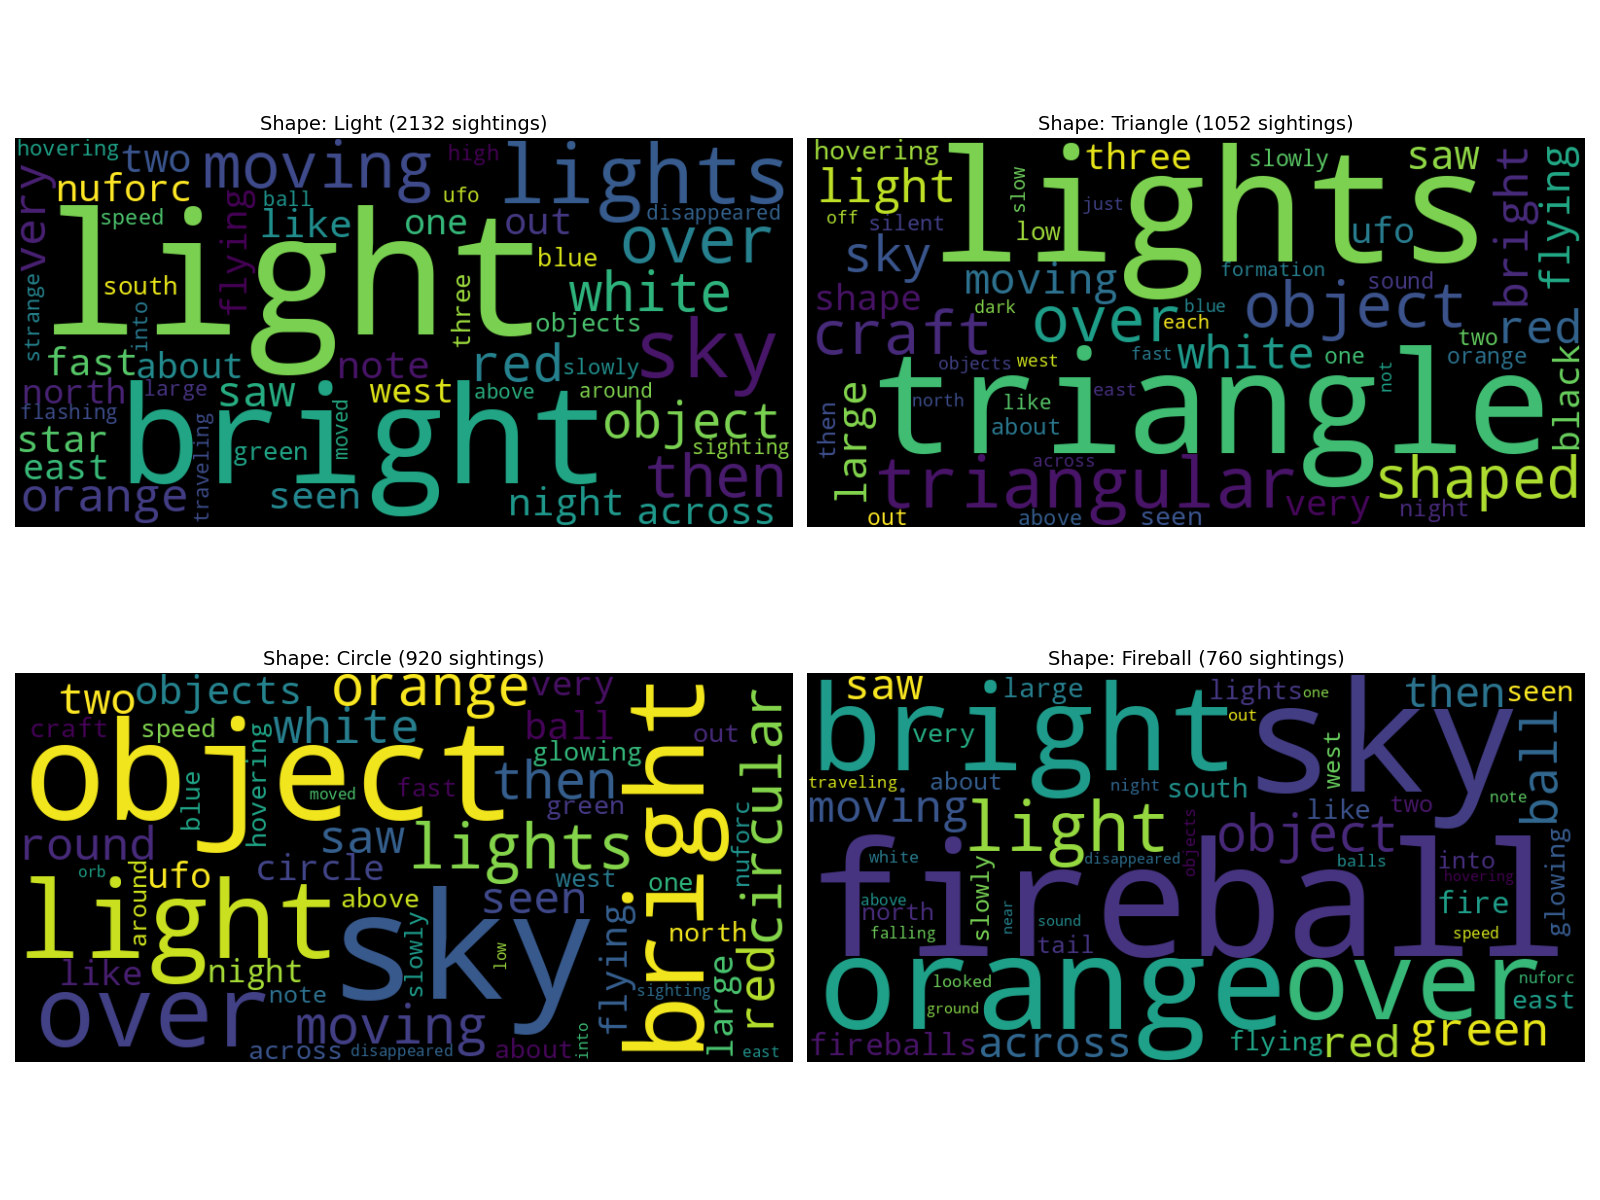 Shape: Light (2132 sightings)
hovering two moving high lights
nuforc very ball ufo
speed flying like one out disappeared
light over
blue
south white
strange into three objects
fast about note red slowly sky
north large saw west above around
flashing bright moved object
star traveling green sighting
east then
orange seen night across
Shape: Triangle (1052 sightings)
hovering lights three slowly saw
light slow just bright flying
off silent low ufo
sky moving formation sound
shape dark over blue object
craft each red
objects west fast white one two orange
large triangle not black
north like east
then about
across
triangular shaped
very
out above seen night
Shape: Circle (920 sightings)
two objects orange very
craft speed white ball out
object hovering glowing bright circular
blue moved fast then green
round saw lights nuforc
orb circle west one
light around ufo above seen
sky slowly low north
like night flying large red
over note sighting
moving
across disappeared about into east
Shape: Fireball (760 sightings)
saw large lights one then seen
bright very out sky
traveling about night south west ball
moving note
light like two
object
white slowly disappeared objects balls into
fireball hovering
above fire glowing
north near sound
falling tail speed
orange looked over nuforc
ground east
fireballs across flying red green